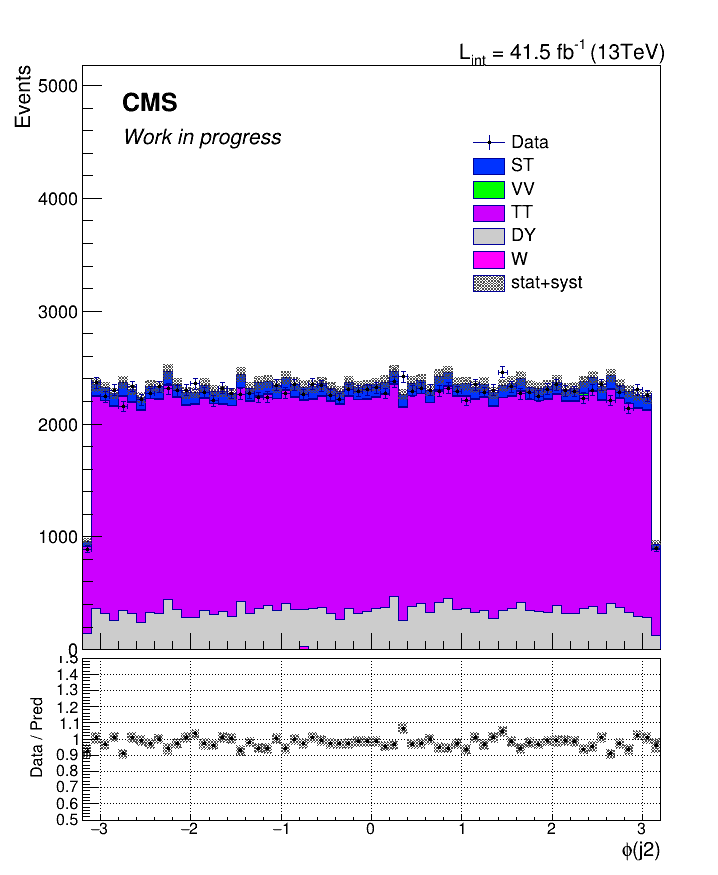 L_int = 41.5 fb^-1 (13TeV)
Events
5000
CMS
Work in progress
Data
ST
4000
VV
TT
DY
W
3000
stat+syst
2000
1000
0
1.5
1.4
1.3
1.2
1.1
1
0.9
0.8
0.7
0.6
0.5
Data / Pred
−3 −2 −1 0 1 2 3
ϕ(j2)